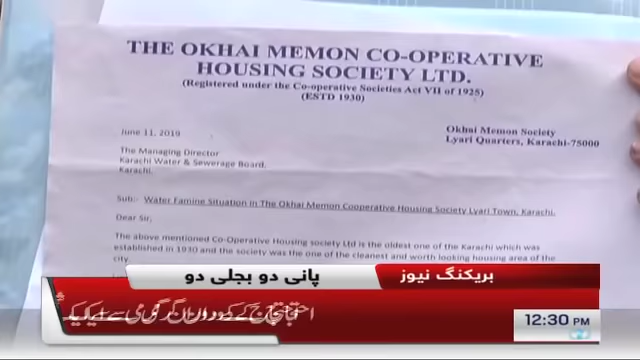 THE OKHAI MEMON CO-OPERATIVE
HOUSING SOCIETY LTD.
(Registered under the Co-operative Societies Act VII of 1925)
(ESTD 1930)
June 11, 2019
Okhai Memon Society
Lyari Quarters, Karachi-75000
The Managing Director
Karachi Water & Sewerage Board.
Karachi.
Sub:- Water Famine Situation in The Okhai Memon Cooperative Housing Society Lyari Town, Karachi.
Dear Sir,
The above mentioned Co-Operative Housing society Ltd is the oldest one of the Karachi which was
established in 1930 and the society was one of the cleanest and worth looking housing area of the
city
پانی دو بجلی دو
بریکنگ نیوز
12:30 PM